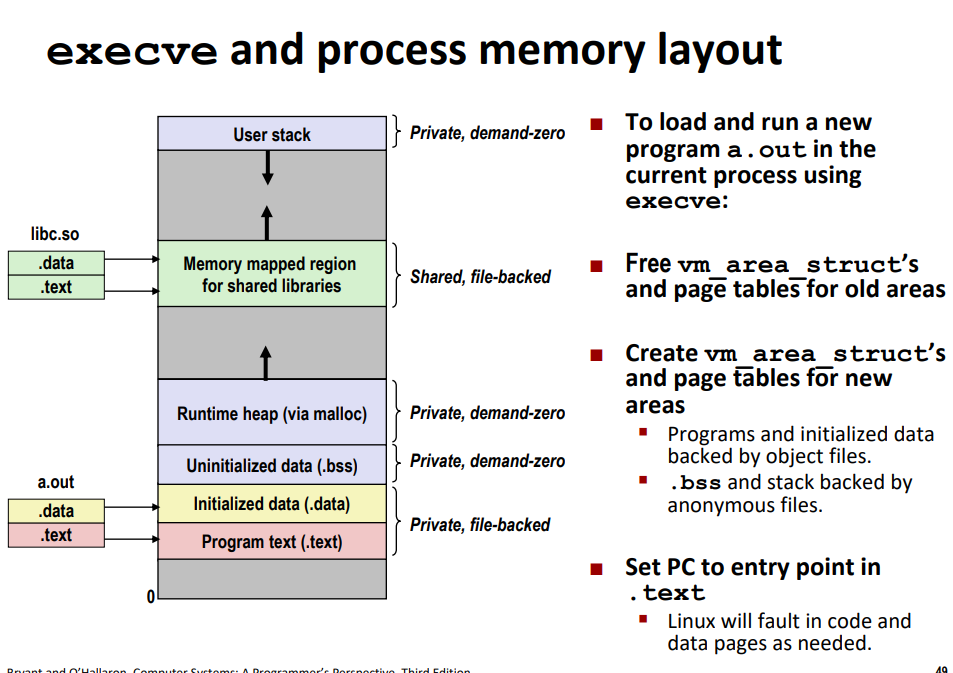 execve and process memory layout
User stack
Private, demand-zero
libc.so
.data
.text
Memory mapped region
for shared libraries
Shared, file-backed
Runtime heap (via malloc)
Private, demand-zero
Uninitialized data (.bss)
Private, demand-zero
a.out
.data
.text
Initialized data (.data)
Program text (.text)
Private, file-backed
0
■ To load and run a new
program a.out in the
current process using
execve:
■ Free vm_area_struct’s
and page tables for old areas
■ Create vm_area_struct’s
and page tables for new
areas
▪ Programs and initialized data
backed by object files.
▪ .bss and stack backed by
anonymous files.
■ Set PC to entry point in
.text
▪ Linux will fault in code and
data pages as needed.
Bryant and O’Hallaron, Computer Systems: A Programmer’s Perspective, Third Edition
49